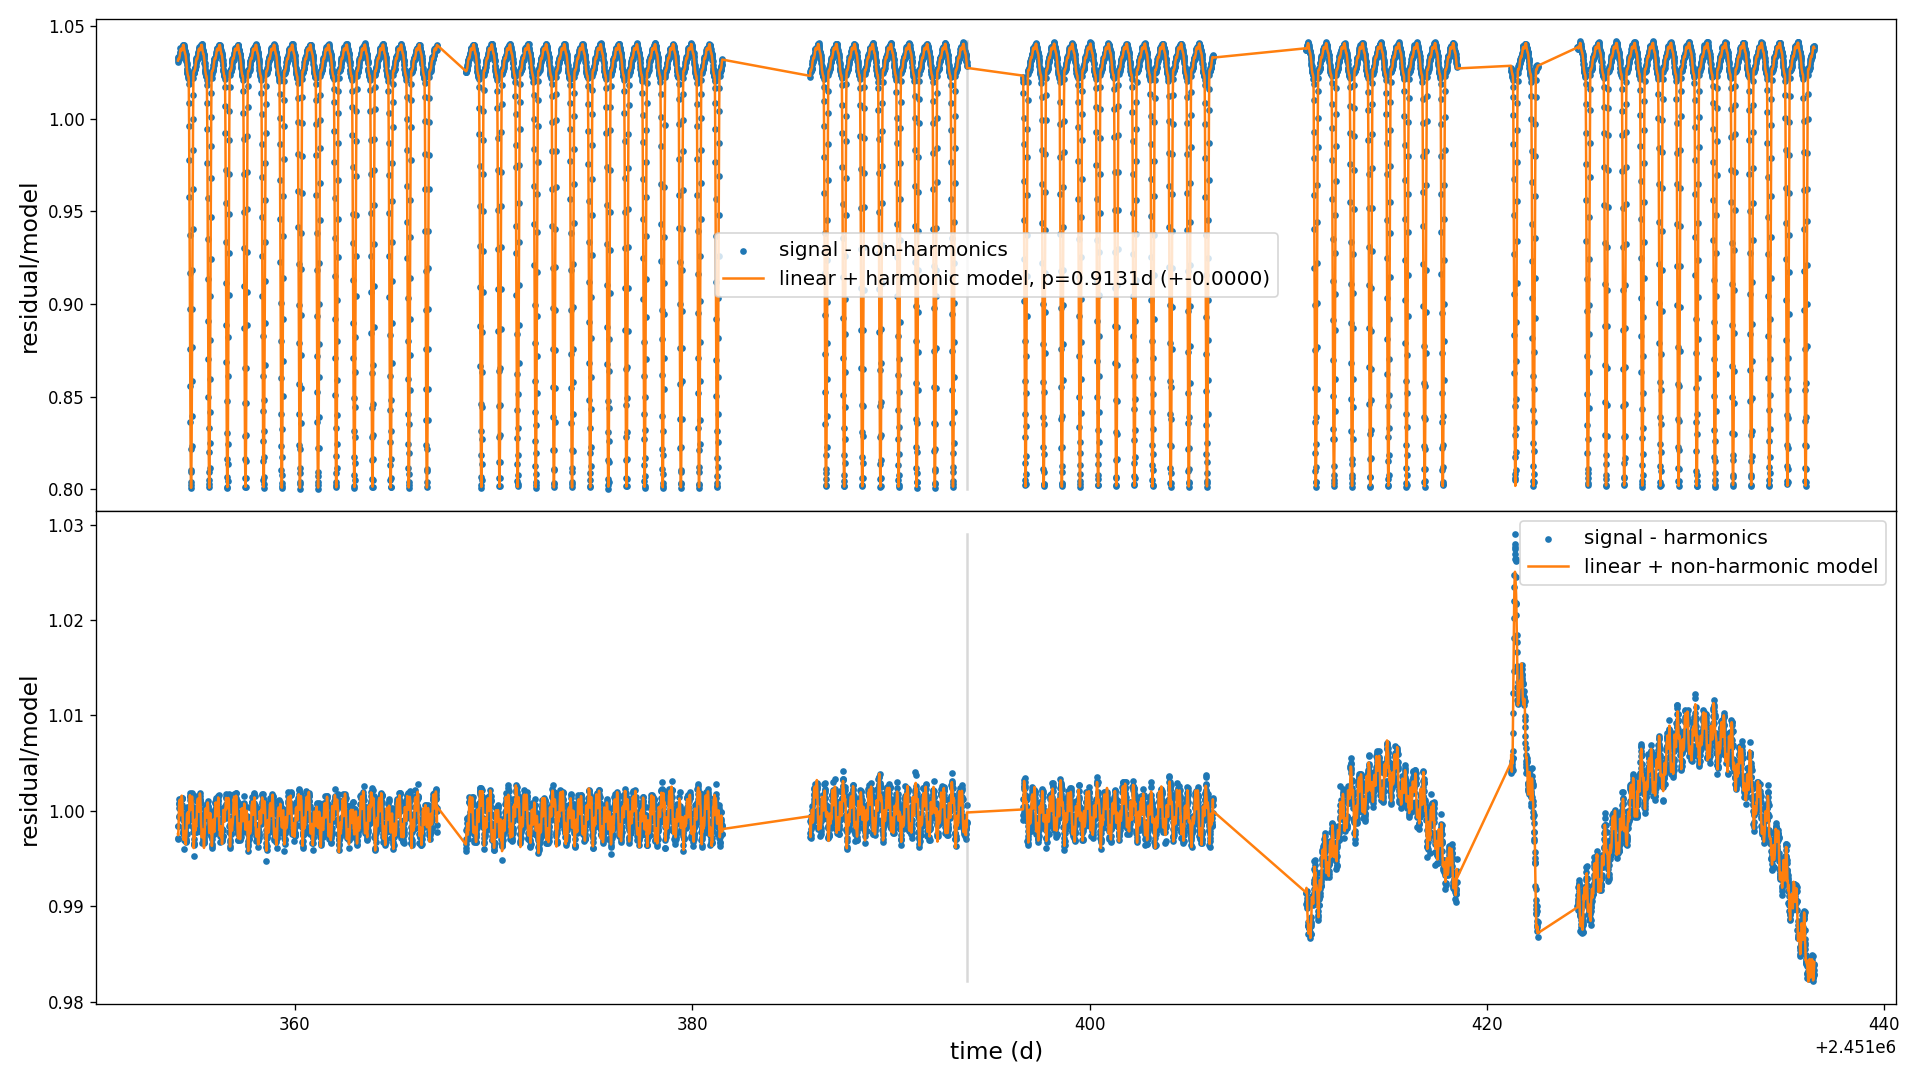 1.05
1.00
0.95
0.90
0.85
0.80
residual/model
signal - non-harmonics
linear + harmonic model, p=0.9131d (+-0.0000)
1.03
1.02
1.01
1.00
0.99
0.98
residual/model
signal - harmonics
linear + non-harmonic model
360
380
400
420
440
time (d)
+2.451e6